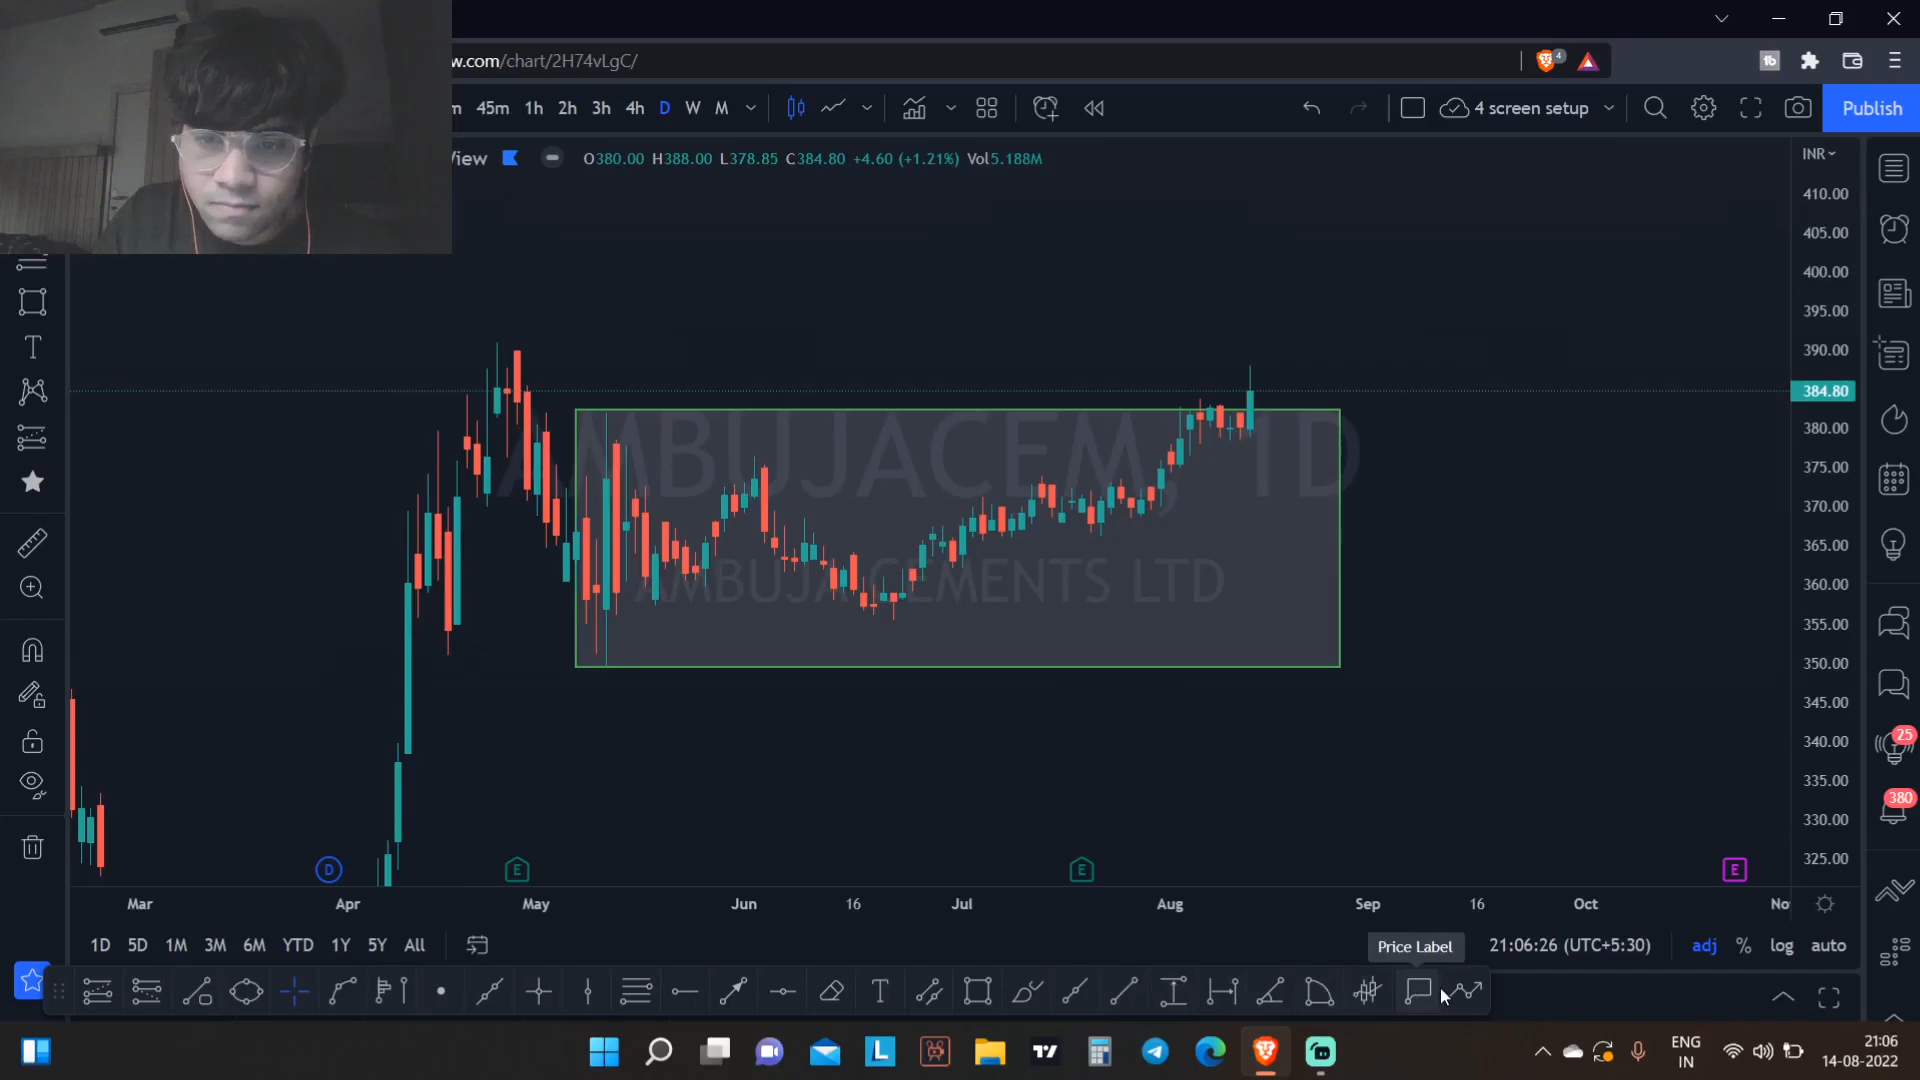 w.com/chart/2H74vLgC/
45m 1h 2h 3h 4h D W M
4 screen setup
Publish
View O380.00 H388.00 L378.85 C384.80 +4.60 (+1.21%) Vol5.188M
INR
410.00
405.00
400.00
395.00
390.00
384.80
380.00
375.00
370.00
365.00
360.00
355.00
350.00
345.00
340.00
335.00
330.00
325.00
AMBUJACEM, 1D
AMBUJACEMENTS LTD
25
380
D E E E
Mar Apr May Jun 16 Jul Aug Sep 16 Oct No
1D 5D 1M 3M 6M YTD 1Y 5Y All
Price Label
21:06:26 (UTC+5:30) adj % log auto
ENG
IN
21:06
14-08-2022